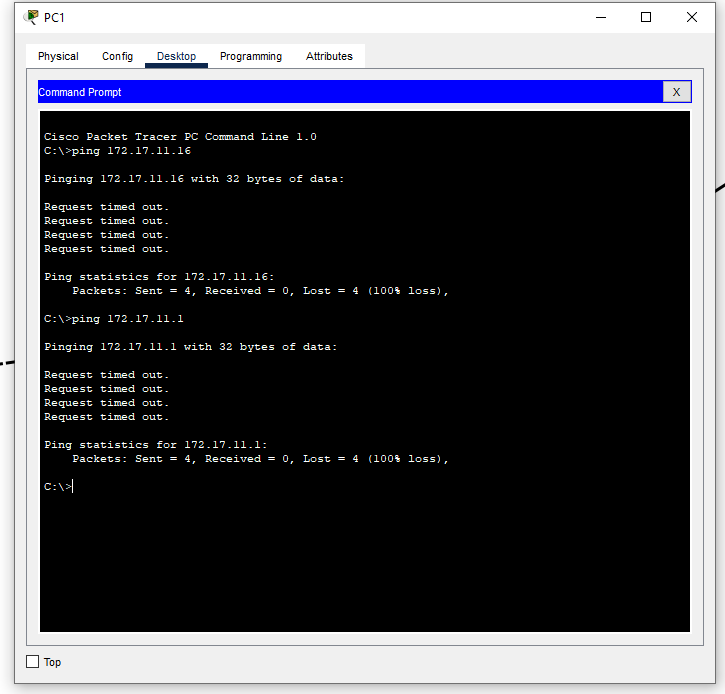 PC1
Physical Config Desktop Programming Attributes
Command Prompt X
Cisco Packet Tracer PC Command Line 1.0
C:\>ping 172.17.11.16
Pinging 172.17.11.16 with 32 bytes of data:
Request timed out.
Request timed out.
Request timed out.
Request timed out.
Ping statistics for 172.17.11.16:
Packets: Sent = 4, Received = 0, Lost = 4 (100% loss),
C:\>ping 172.17.11.1
Pinging 172.17.11.1 with 32 bytes of data:
Request timed out.
Request timed out.
Request timed out.
Request timed out.
Ping statistics for 172.17.11.1:
Packets: Sent = 4, Received = 0, Lost = 4 (100% loss),
C:\>
Top